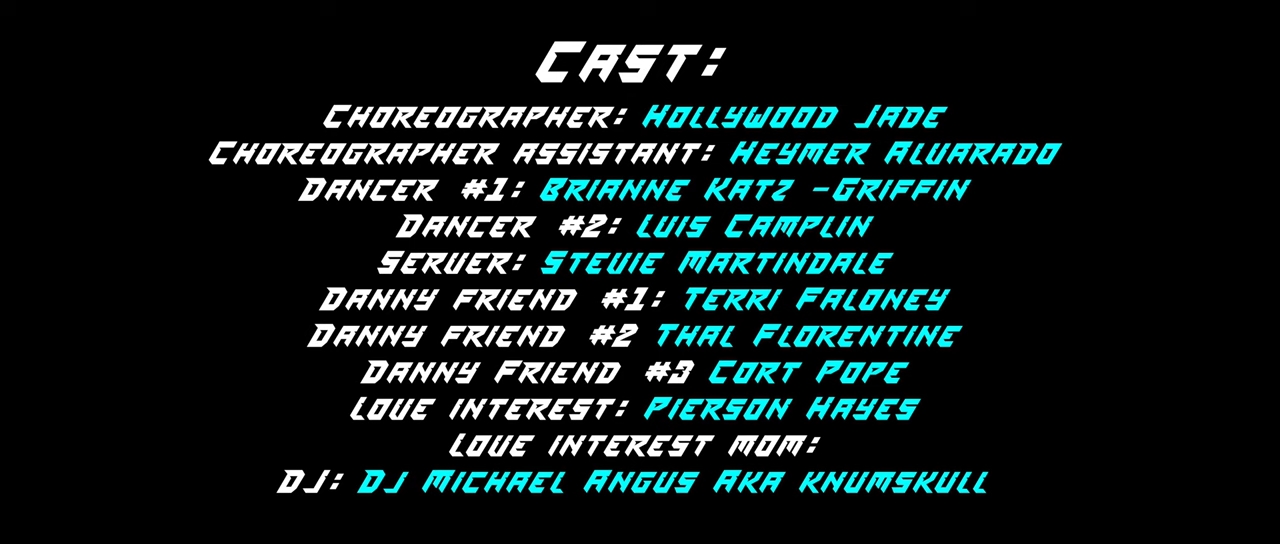 Cast:
Choreographer: Hollywood Jade
Choreographer assistant: Heymer Alvarado
Dancer #1: Brianne Katz -Griffin
Dancer #2: Luis Camplin
Server: Stevie Martindale
Danny friend #1: Terri Faloney
Danny friend #2 Thal Florentine
Danny Friend #3 Cort Pope
Love interest: Pierson Hayes
Love interest mom:
DJ: DJ Michael Angus Aka knumskull